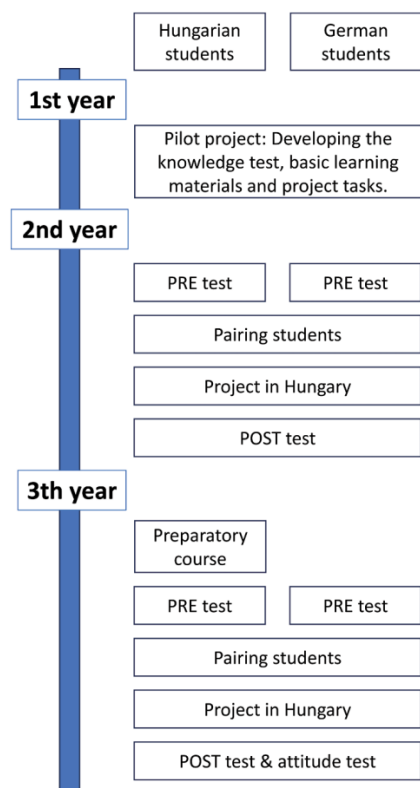 Hungarian
students
German
students
1st year
Pilot project: Developing the
knowledge test, basic learning
materials and project tasks.
2nd year
PRE test
PRE test
Pairing students
Project in Hungary
POST test
3th year
Preparatory
course
PRE test
PRE test
Pairing students
Project in Hungary
POST test & attitude test